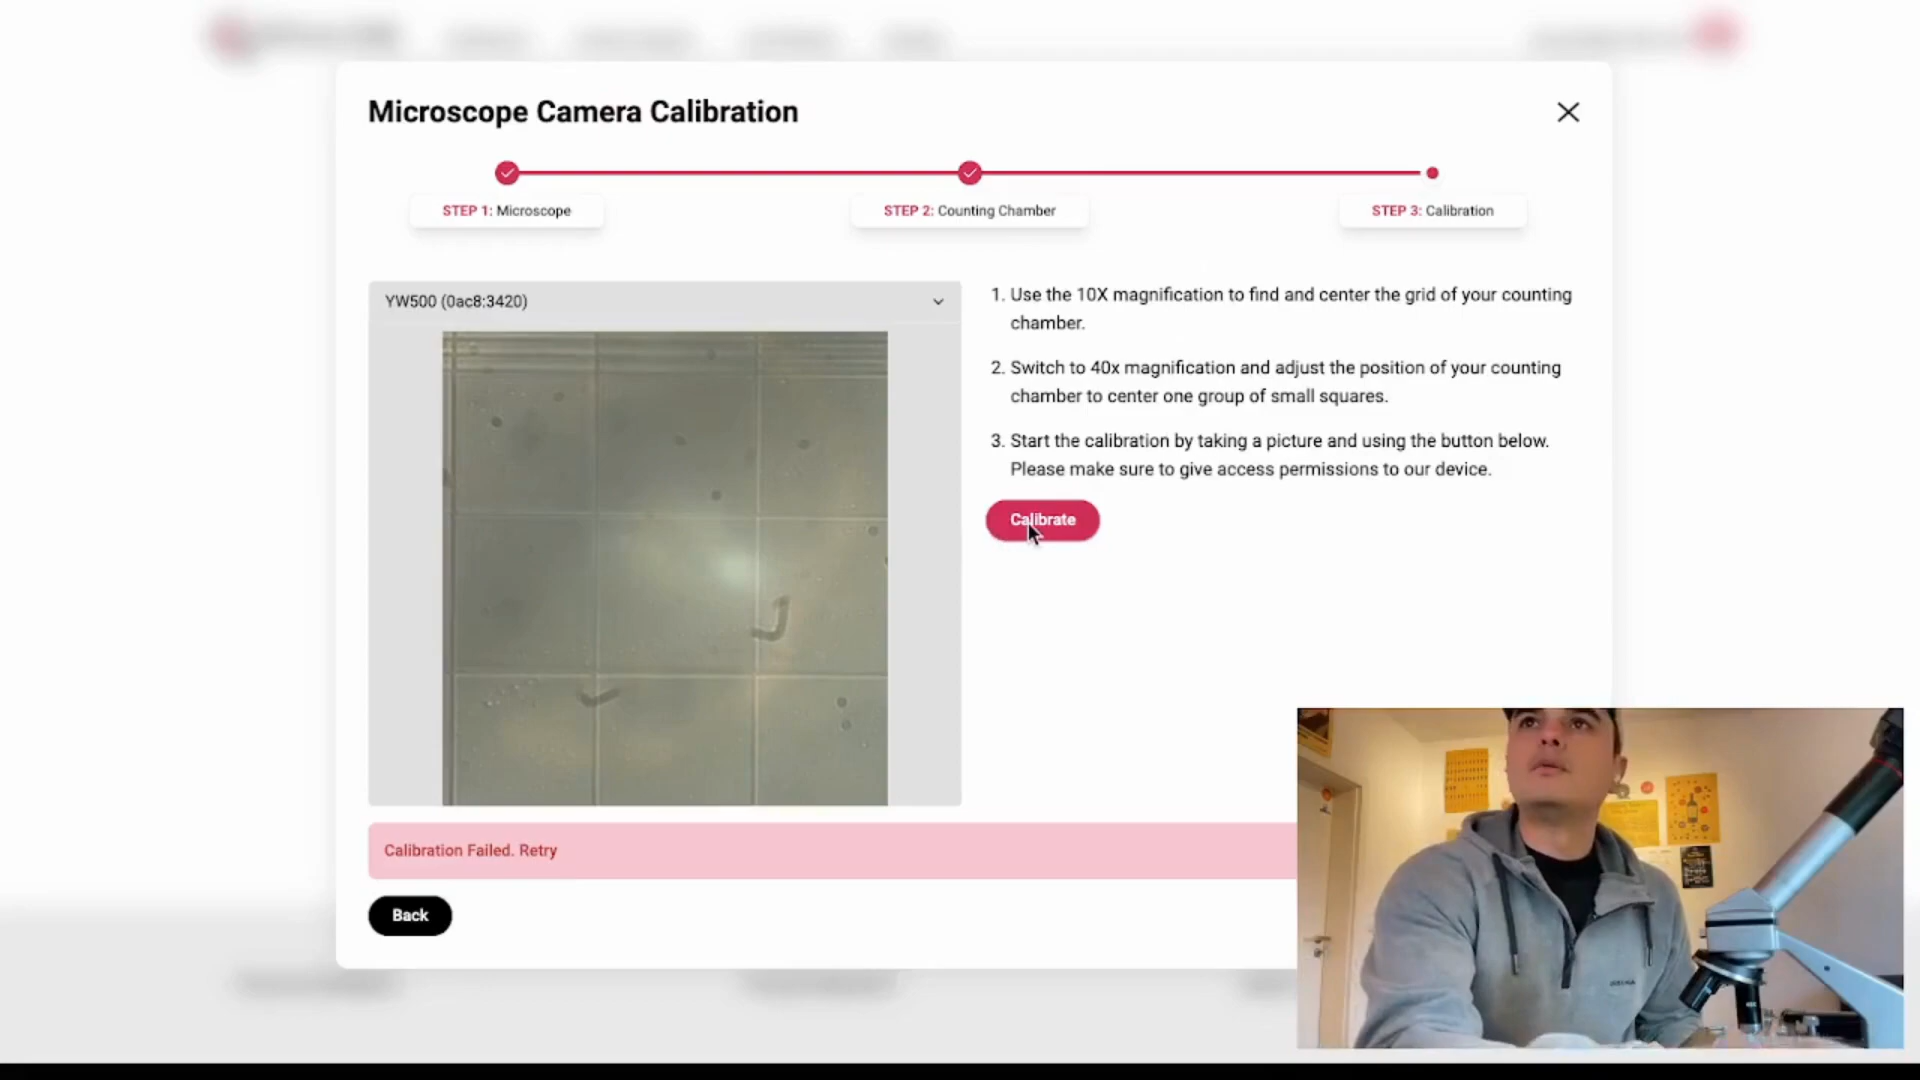 Microscope Camera Calibration
STEP 1: Microscope
STEP 2: Counting Chamber
STEP 3: Calibration
YW500 (0ac8:3420)
1. Use the 10X magnification to find and center the grid of your counting
chamber.
2. Switch to 40x magnification and adjust the position of your counting
chamber to center one group of small squares.
3. Start the calibration by taking a picture and using the button below.
Please make sure to give access permissions to our device.
Calibrate
Calibration Failed. Retry
Back